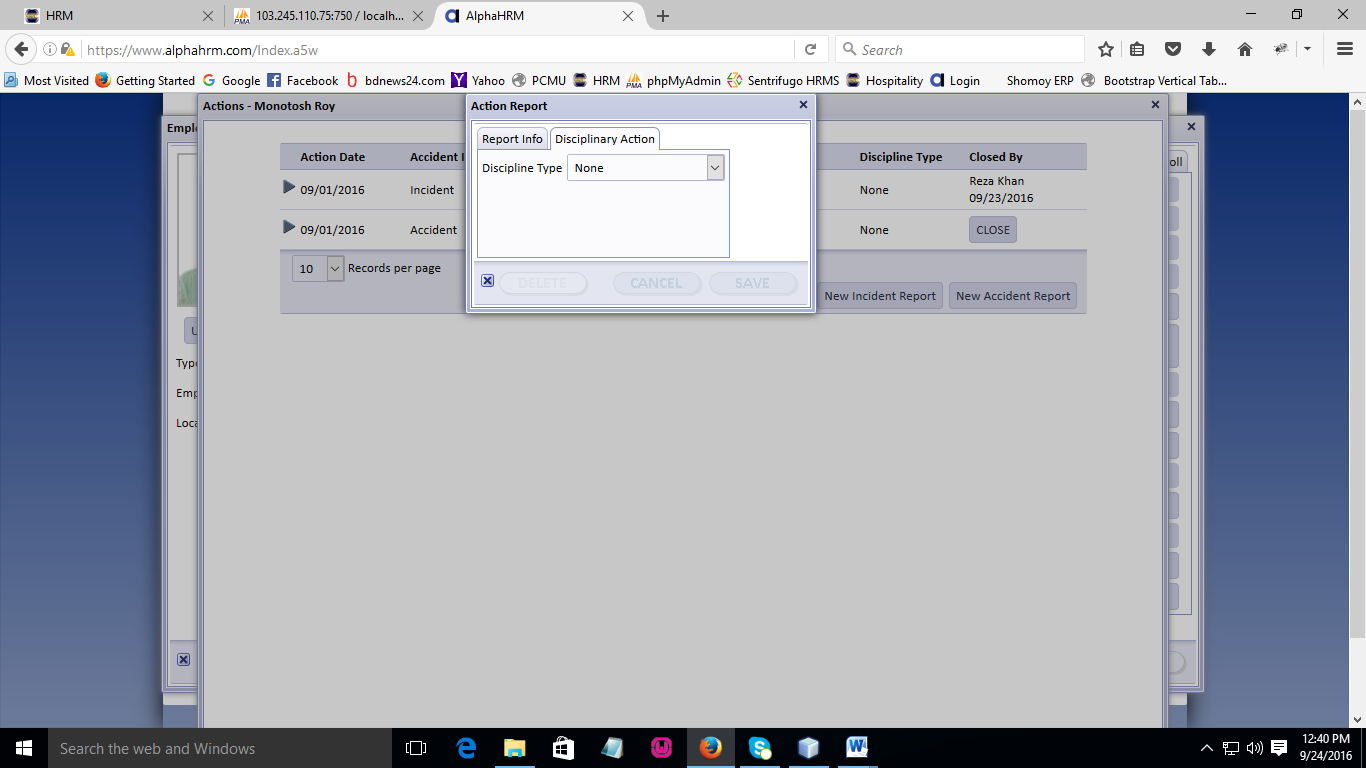 HRM
103.245.110.75:750 / localh...
AlphaHRM
https://www.alphahrm.com/Index.a5w
Search
Most Visited Getting Started Google Facebook bdnews24.com Yahoo PCMU HRM phpMyAdmin Sentrifugo HRMS Hospitality Login Shomoy ERP Bootstrap Vertical Tab...
Actions - Monotosh Roy
Action Report
Report Info Disciplinary Action
Discipline Type None
DELETE CANCEL SAVE
Action Date Accident I Discipline Type Closed By
09/01/2016 Incident None Reza Khan
09/23/2016
09/01/2016 Accident None CLOSE
10 Records per page
New Incident Report New Accident Report
Emplo
oll
U
Type
Emp
Loca
Search the web and Windows
12:40 PM
9/24/2016